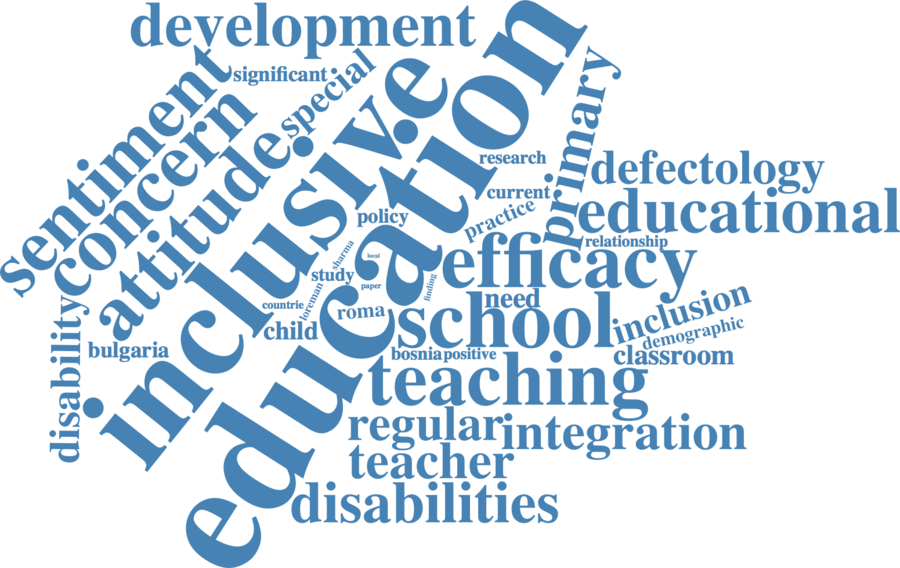 development
significant
special
sentiment
concern
attitude
inclusive
education
primary
research
defectology
current
educational
practice
policy
relationship
sharma
local
efficacy
study
paper
finding
need
countrie
loreman
roma
school
inclusion
child
demographic
disability
bulgaria
bosnia
positive
classroom
teaching
regular
integration
teacher
disabilities